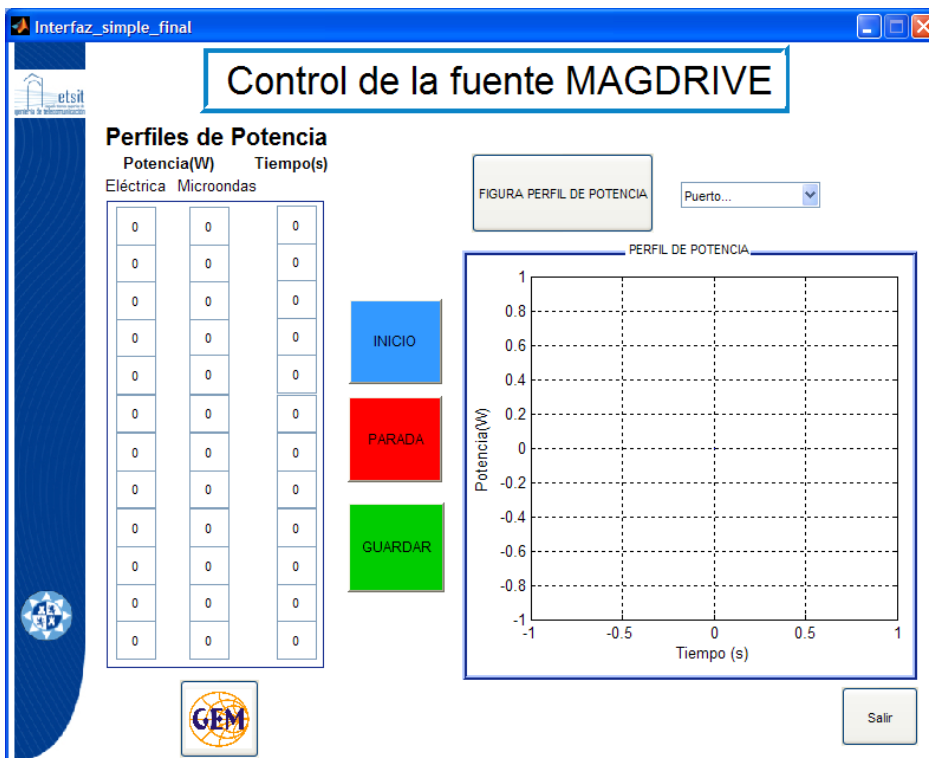 Interfaz_simple_final
etsit
Control de la fuente MAGDRIVE
Perfiles de Potencia
Potencia(W) Tiempo(s)
Eléctrica Microondas
0 0 0
0 0 0
0 0 0
0 0 0
0 0 0
0 0 0
0 0 0
0 0 0
0 0 0
0 0 0
0 0 0
0 0 0
INICIO
PARADA
GUARDAR
GEM
FIGURA PERFIL DE POTENCIA
Puerto...
PERFIL DE POTENCIA
1
0.8
0.6
0.4
0.2
0
-0.2
-0.4
-0.6
-0.8
-1
Potencia(W)
-1 -0.5 0 0.5 1
Tiempo (s)
Salir